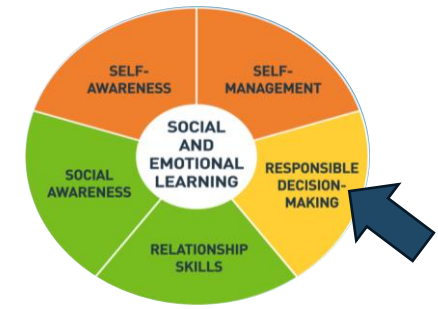 SELF-
AWARENESS
SELF-
MANAGEMENT
SOCIAL
AND
EMOTIONAL
LEARNING
RESPONSIBLE
DECISION-
MAKING
SOCIAL
AWARENESS
RELATIONSHIP
SKILLS